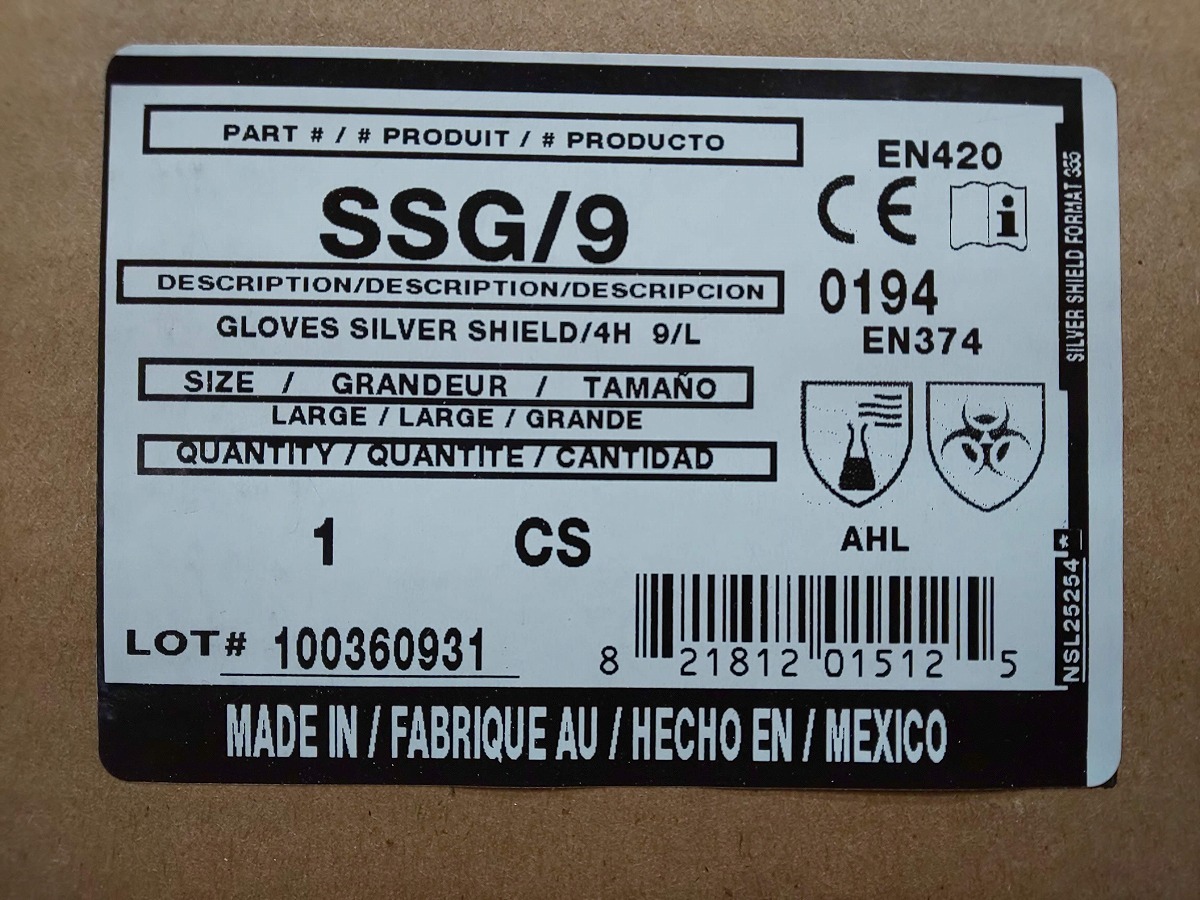 PART # / # PRODUIT / # PRODUCTO
SSG/9
DESCRIPTION/DESCRIPTION/DESCRIPCION
GLOVES SILVER SHIELD/4H 9/L
SIZE / GRANDEUR / TAMAÑO
LARGE / LARGE / GRANDE
QUANTITY / QUANTITE / CANTIDAD
1 CS
LOT# 100360931
EN420
CE
i
0194
EN374
AHL
8 21812 01512 5
SILVER SHIELD FORMAT 355
NSL25254*
MADE IN / FABRIQUE AU / HECHO EN / MEXICO